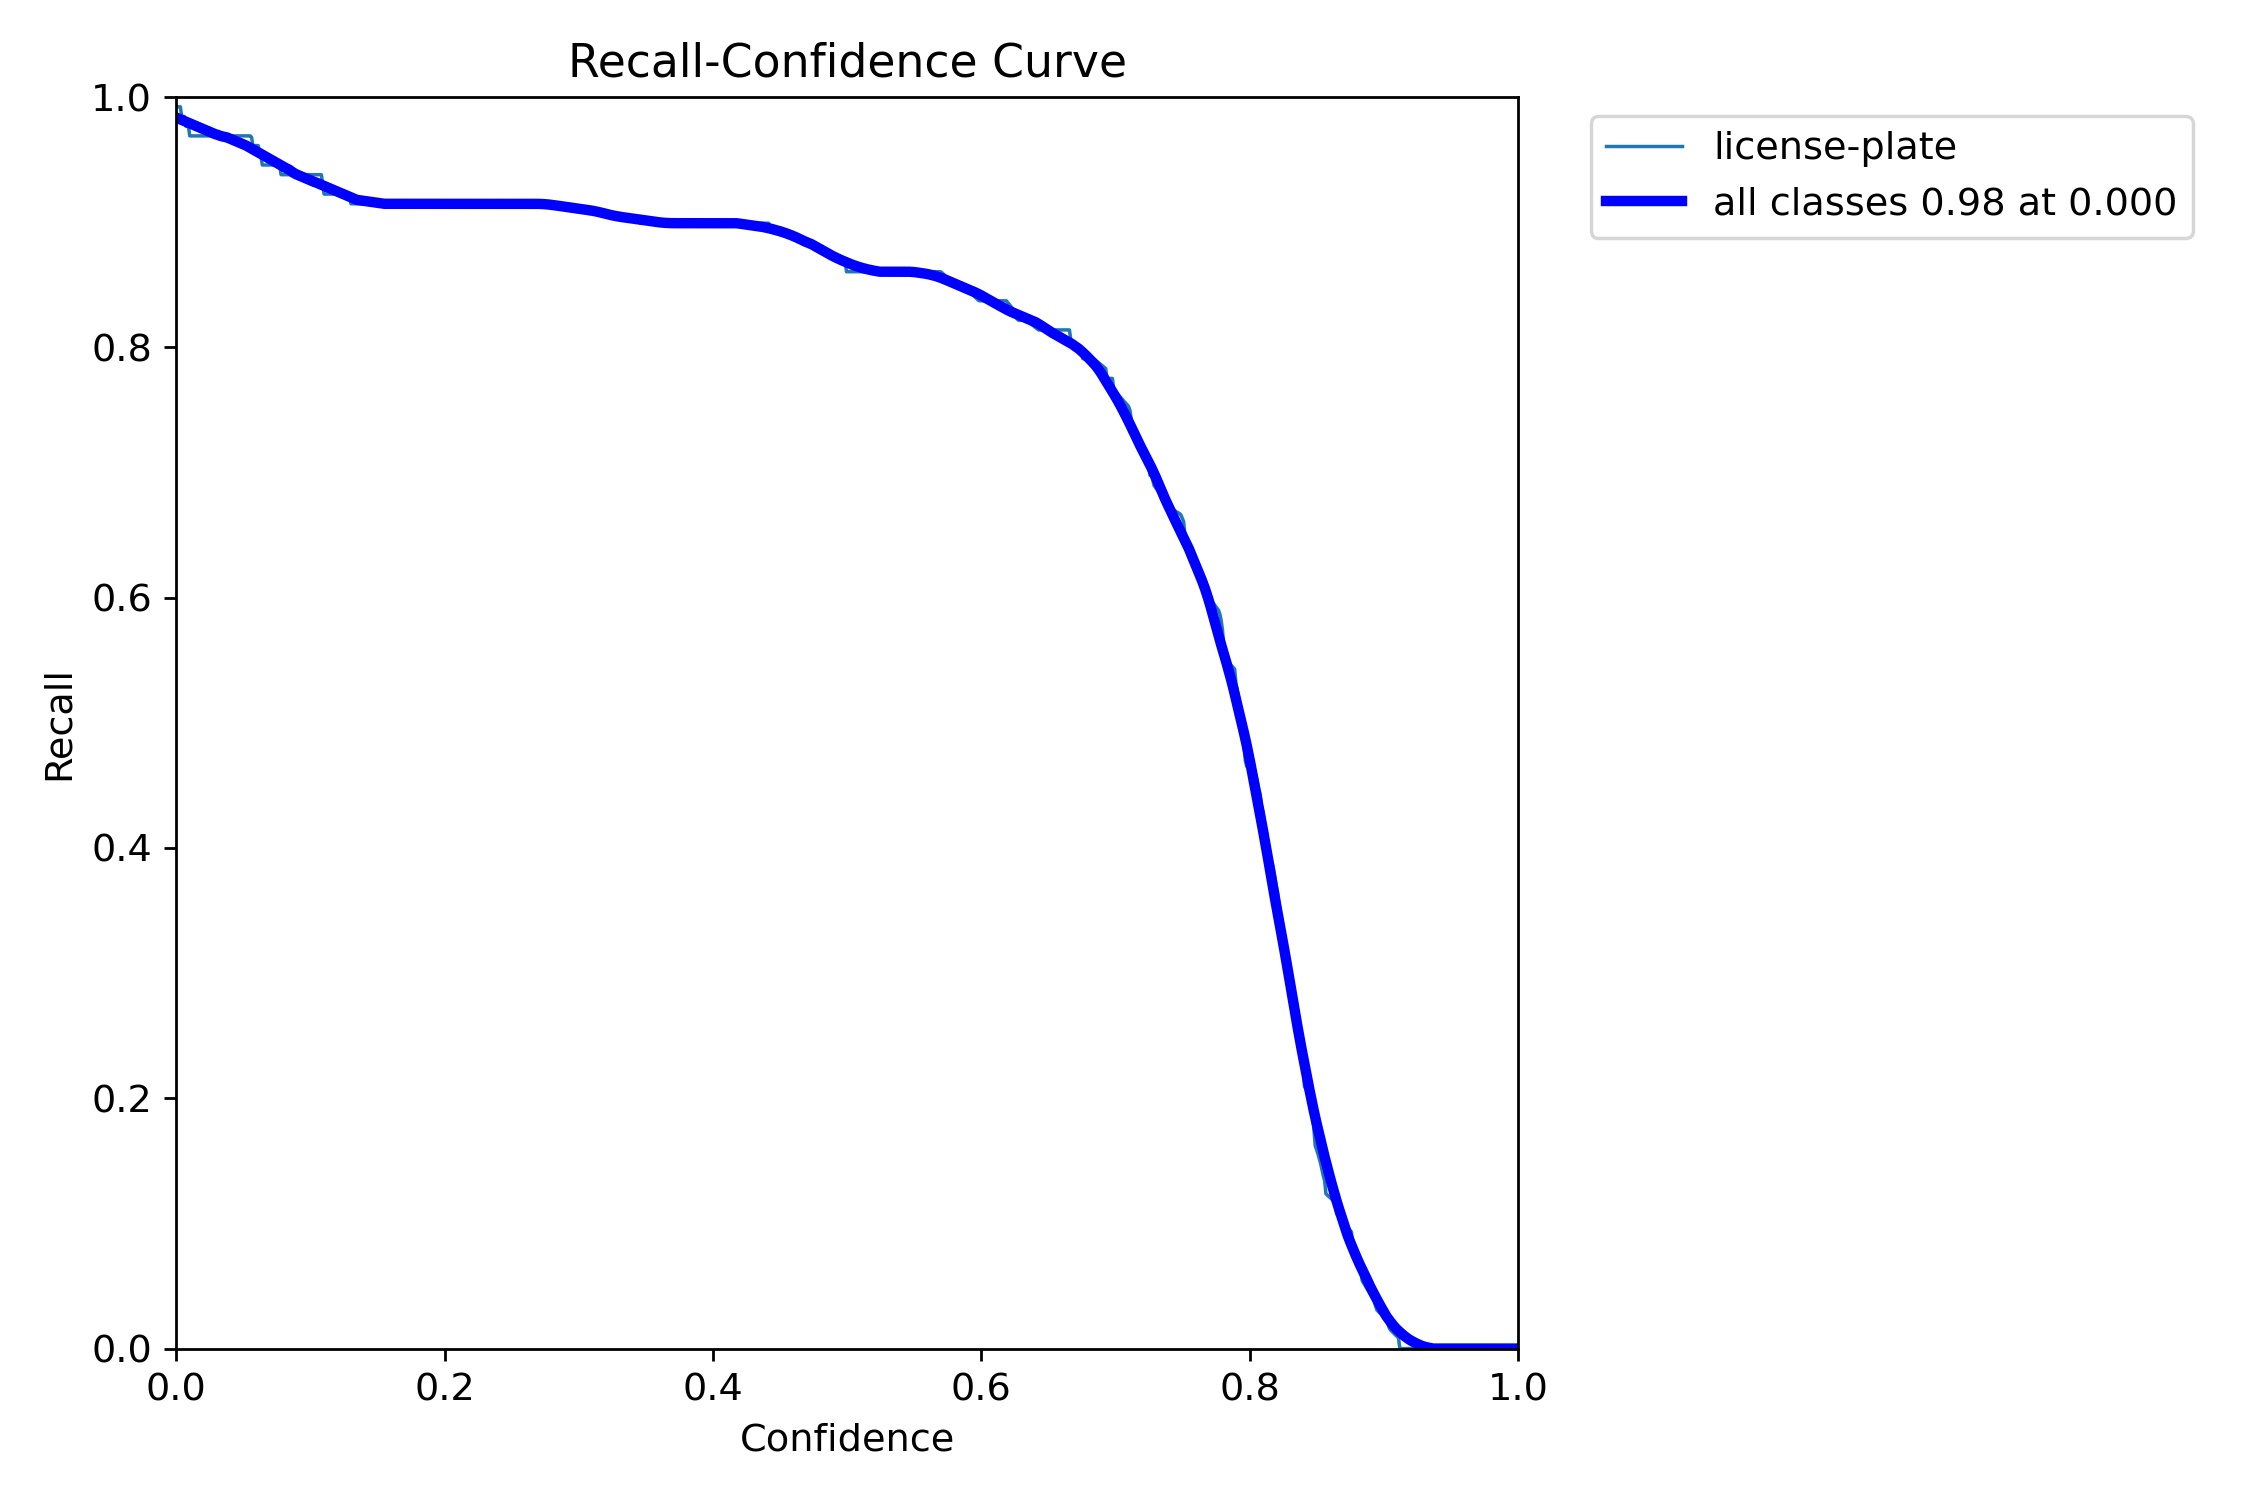 Recall-Confidence Curve
license-plate
all classes 0.98 at 0.000
Recall
1.0
0.8
0.6
0.4
0.2
0.0
0.0 0.2 0.4 0.6 0.8 1.0
Confidence